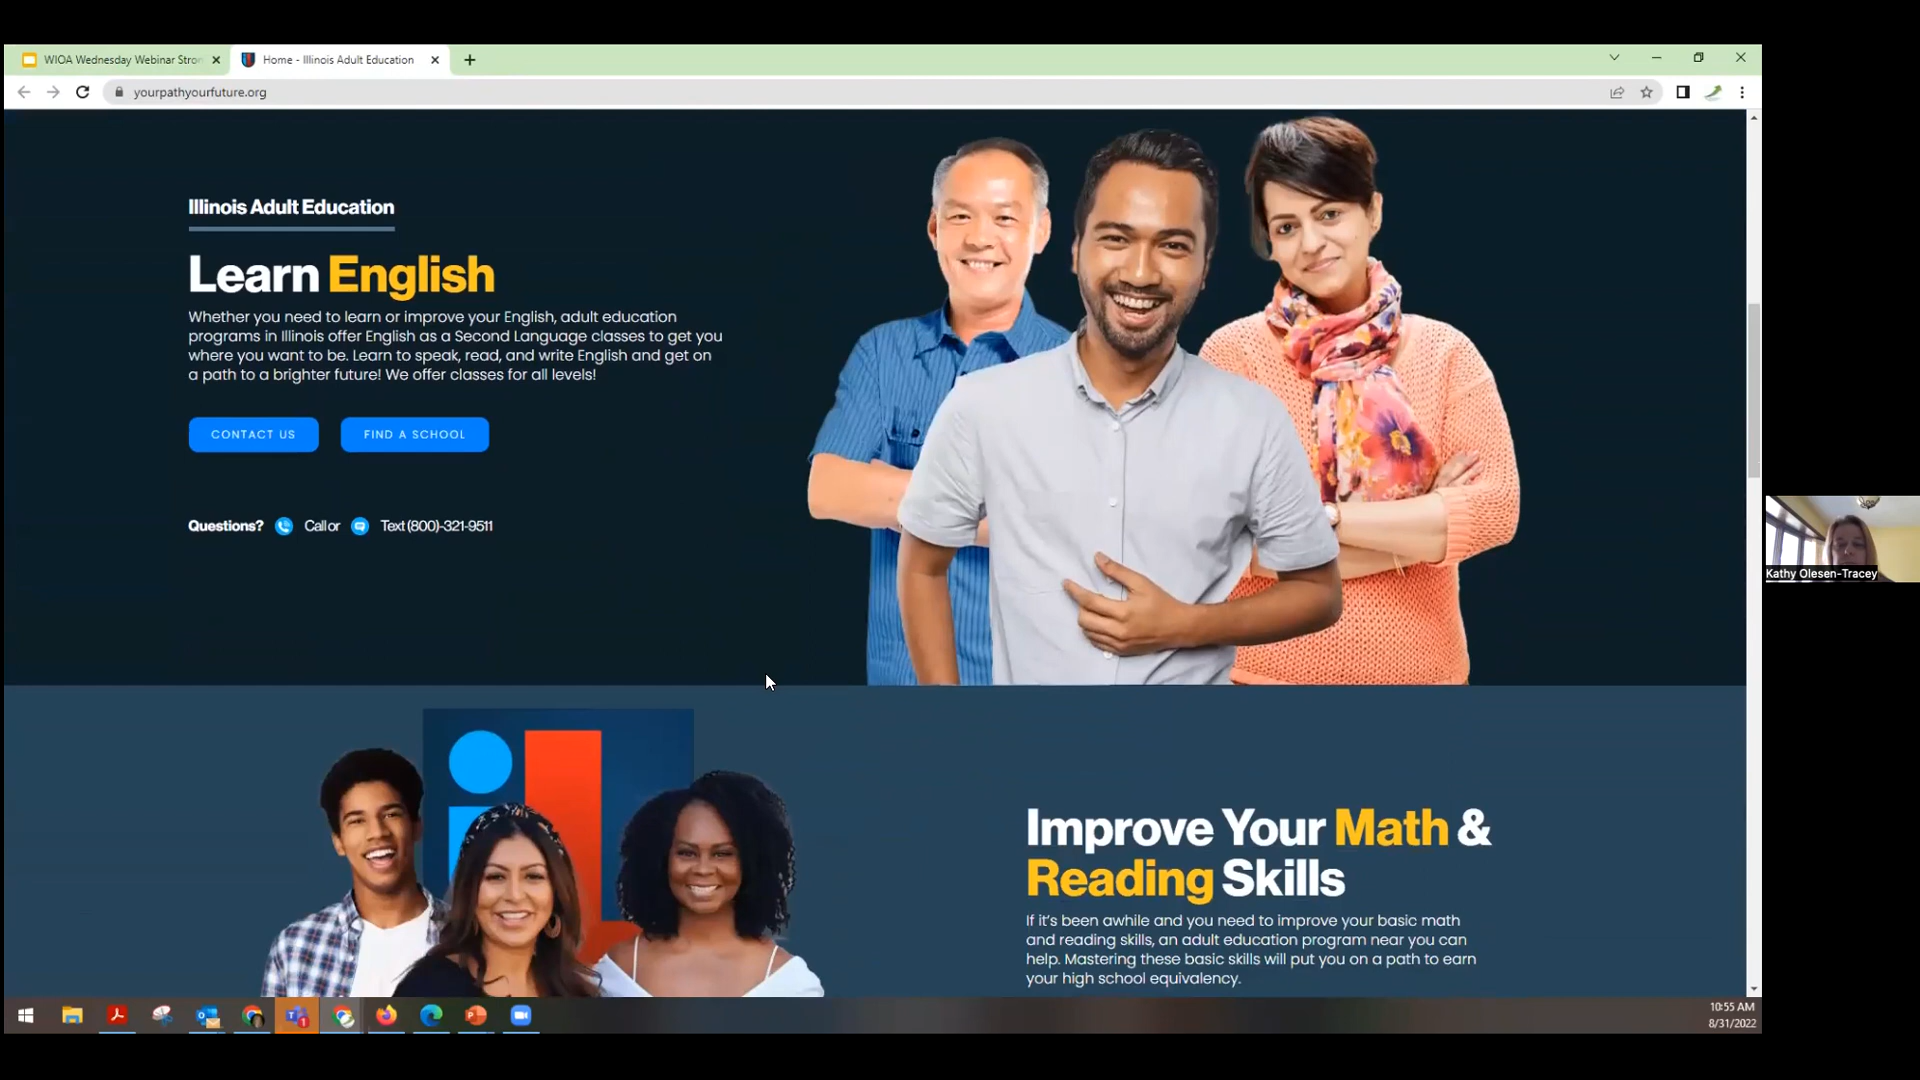 WIOA Wednesday Webinar Stron
Home - Illinois Adult Education
yourpathyourfuture.org
Illinois Adult Education
Learn English
Whether you need to learn or improve your English, adult education
programs in Illinois offer English as a Second Language classes to get you
where you want to be. Learn to speak, read, and write English and get on
a path to a brighter future! We offer classes for all levels!
CONTACT US
FIND A SCHOOL
Questions? Call or Text (800)-321-9511
Kathy Olesen-Tracey
Improve Your Math &
Reading Skills
If it's been awhile and you need to improve your basic math
and reading skills, an adult education program near you can
help. Mastering these basic skills will put you on a path to earn
your high school equivalency.
10:55 AM
8/31/2022